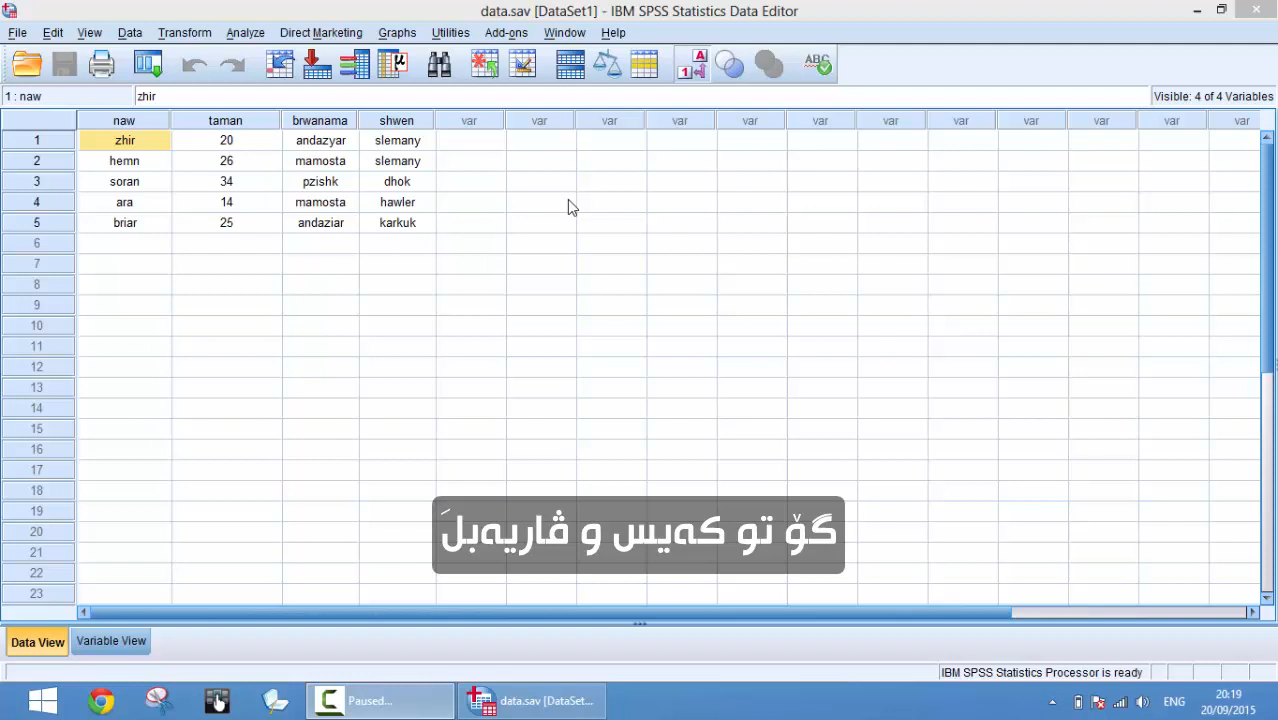 data.sav [DataSet1] - IBM SPSS Statistics Data Editor
File Edit View Data Transform Analyze Direct Marketing Graphs Utilities Add-ons Window Help
1 : naw zhir Visible: 4 of 4 Variables
naw taman brwanama shwen var var var var var var var var var var var var
1 zhir 20 andazyar slemany
2 hemn 26 mamosta slemany
3 soran 34 pzishk dhok
4 ara 14 mamosta hawler
5 briar 25 andaziar karkuk
6
7
8
9
10
11
12
13
14
15
16
17
18
19
20
21
22
23
گۆ تو کەیس و ڤاریەبلَ
Data View Variable View
IBM SPSS Statistics Processor is ready
Paused... data.sav [DataSet... ENG 20:19
20/09/2015